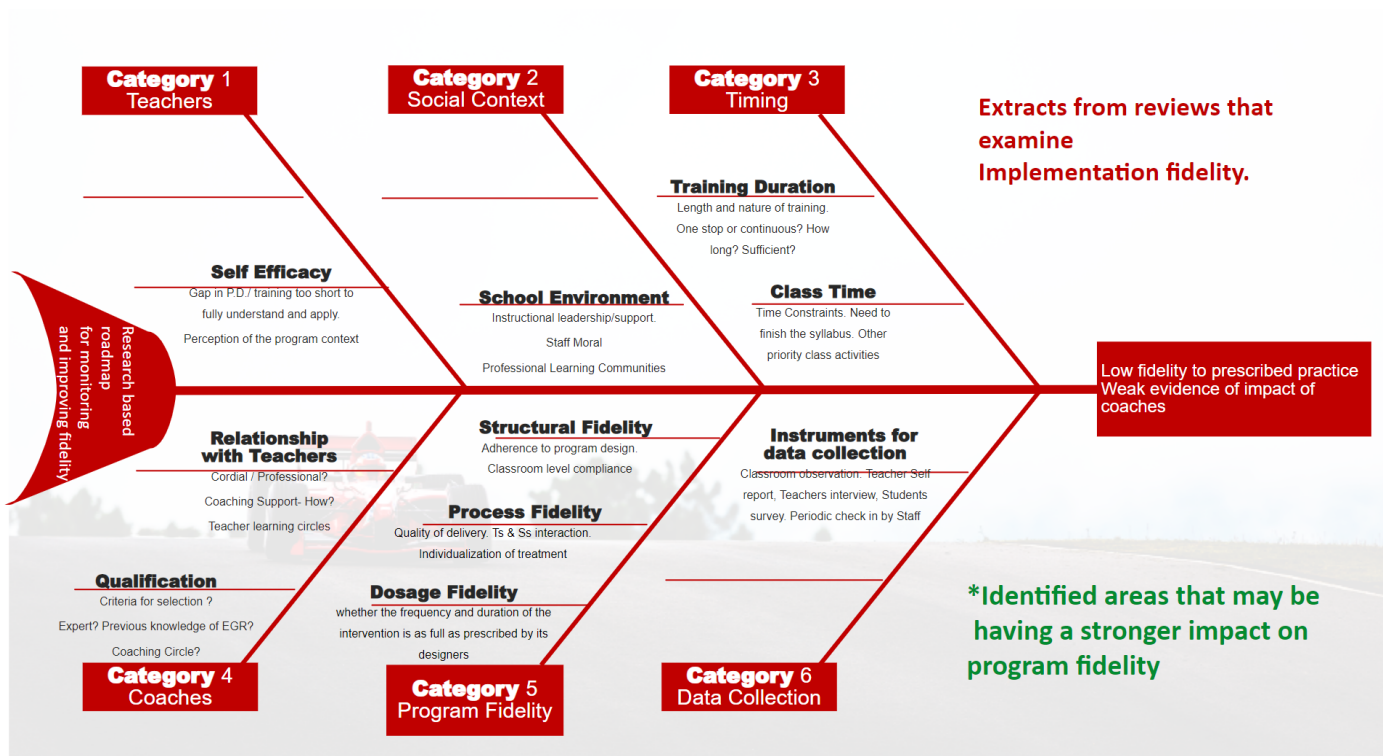 Category 1
Teachers
Category 2
Social Context
Category 3
Timing
Extracts from reviews that
examine
Implementation fidelity.
Training Duration
Length and nature of training.
One stop or continuous? How
long? Sufficient?
Self Efficacy
Gap in P.D./ training too short to
fully understand and apply.
Perception of the program context
School Environment
Instructional leadership/support.
Staff Moral
Professional Learning Communities
Class Time
Time Constraints. Need to
finish the syllabus. Other
priority class activities
Research based
roadmap
for monitoring
and improving fidelity
Low fidelity to prescribed practice
Weak evidence of impact of
coaches
Relationship
with Teachers
Cordial / Professional?
Coaching Support- How?
Teacher learning circles
Qualification
Criteria for selection ?
Expert? Previous knowledge of EGR?
Coaching Circle?
Structural Fidelity
Adherence to program design.
Classroom level compliance
Process Fidelity
Quality of delivery. Ts & Ss interaction.
Individualization of treatment
Dosage Fidelity
whether the frequency and duration of the
intervention is as full as prescribed by its
designers
Instruments for
data collection
Classroom observation. Teacher Self
report, Teachers interview, Students
survey. Periodic check in by Staff
*Identified areas that may be
having a stronger impact on
program fidelity
Category 4
Coaches
Category 5
Program Fidelity
Category 6
Data Collection